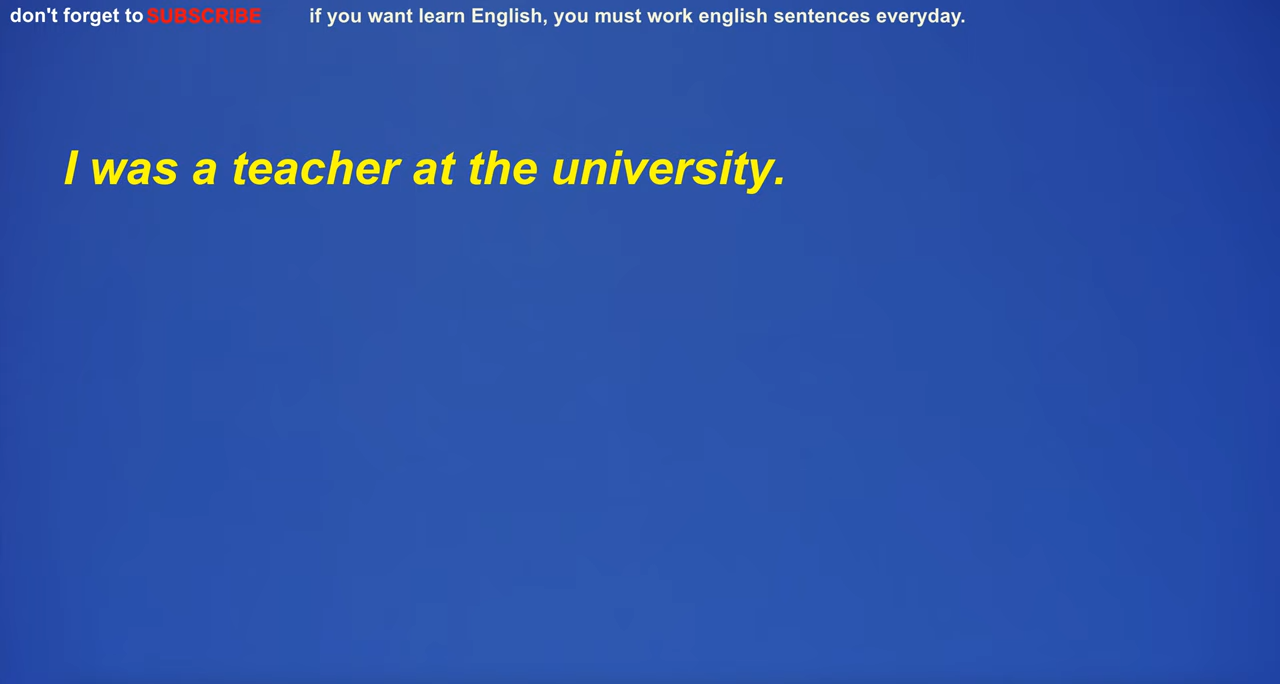 don't forget to SUBSCRIBE if you want learn English, you must work english sentences everyday.
I was a teacher at the university.